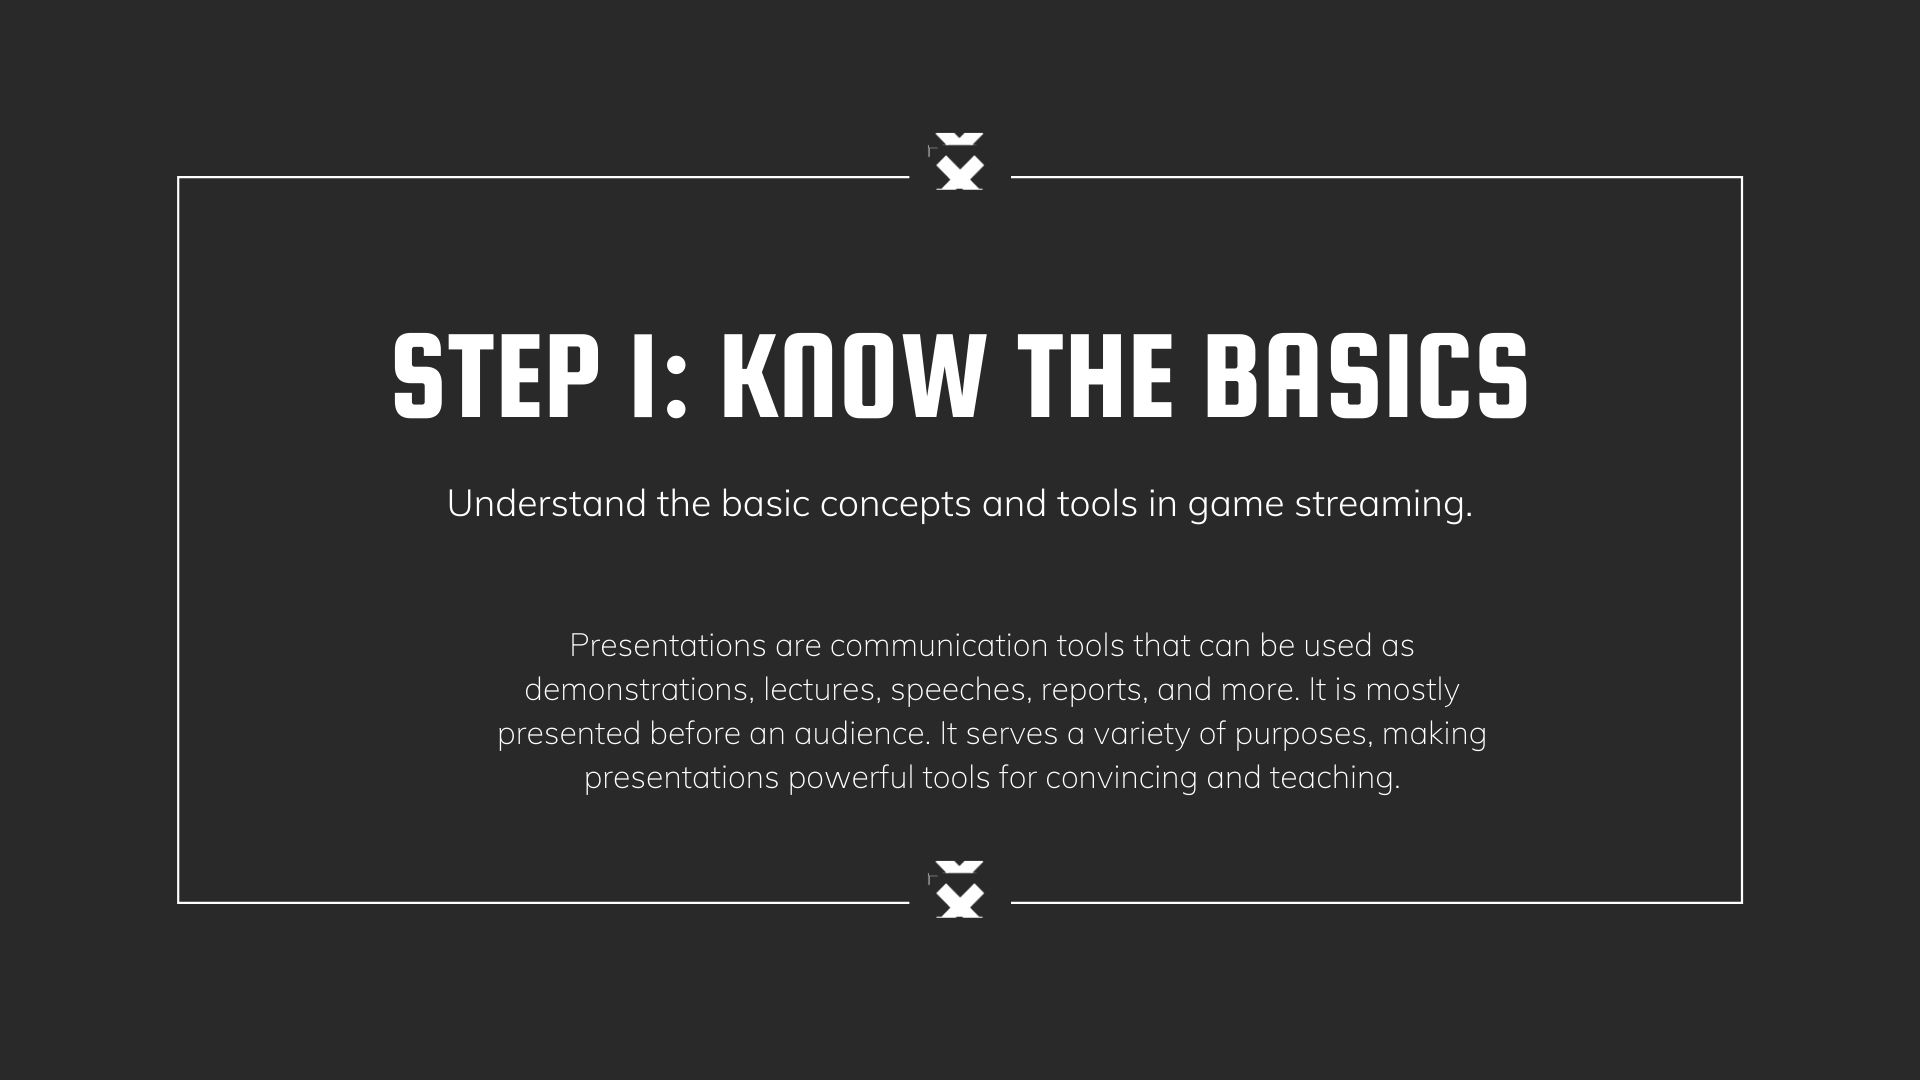 STEP 1: KNOW THE BASICS
Understand the basic concepts and tools in game streaming.
Presentations are communication tools that can be used as
demonstrations, lectures, speeches, reports, and more. It is mostly
presented before an audience. It serves a variety of purposes, making
presentations powerful tools for convincing and teaching.